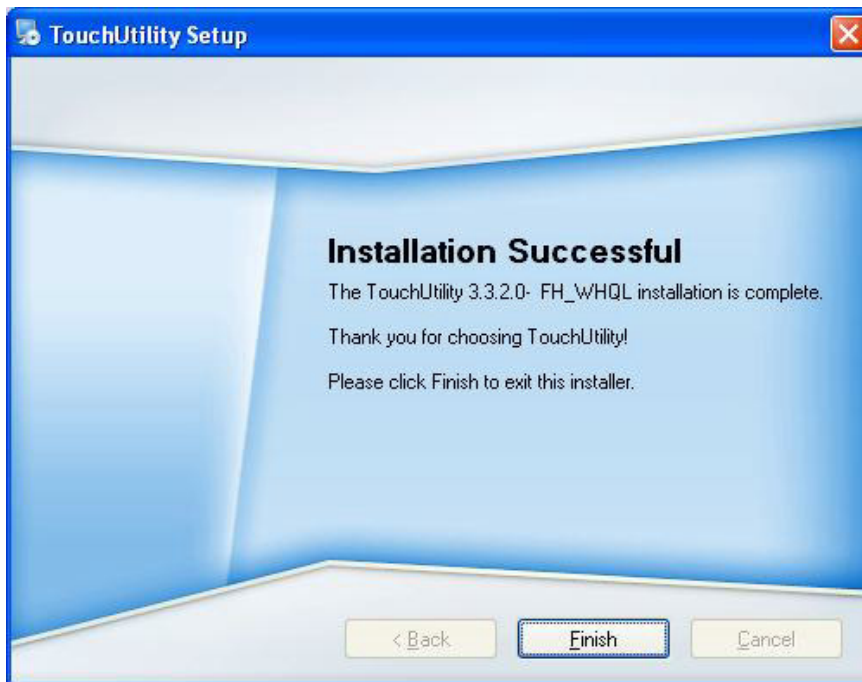 TouchUtility Setup
Installation Successful
The TouchUtility 3.3.2.0- FH_WHQL installation is complete.
Thank you for choosing TouchUtility!
Please click Finish to exit this installer.
< Back Finish Cancel